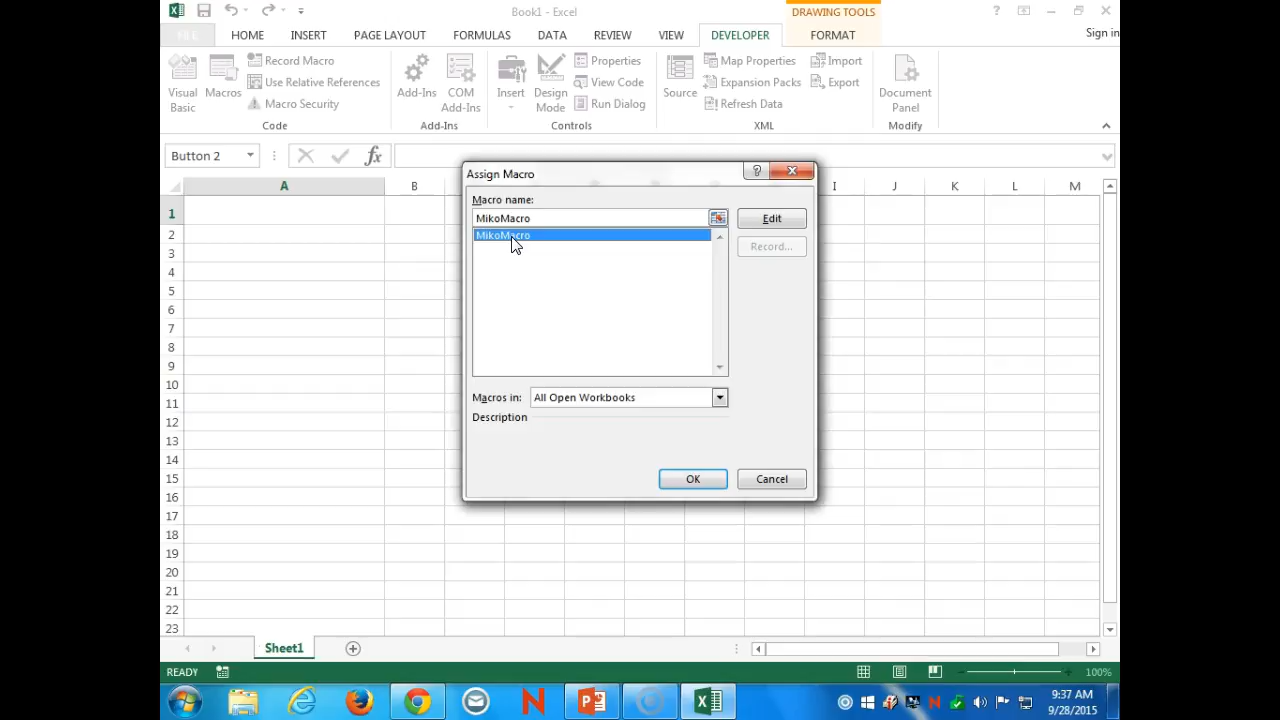 Book1 - Excel
DRAWING TOOLS
?
FILE
HOME
INSERT
PAGE LAYOUT
FORMULAS
DATA
REVIEW
VIEW
DEVELOPER
FORMAT
Sign in
Visual Basic
Macros
Record Macro
Use Relative References
Macro Security
Code
Add-Ins
COM Add-Ins
Add-Ins
Insert
Design Mode
Properties
View Code
Run Dialog
Controls
Source
Map Properties
Expansion Packs
Refresh Data
Import
Export
XML
Document Panel
Modify
Button 2
fx
A B I J K L M
1
2
3
4
5
6
7
8
9
10
11
12
13
14
15
16
17
18
19
20
21
22
23
Assign Macro
?
Macro name:
MikoMacro
Edit
MikoMacro
Record...
Macros in: All Open Workbooks
Description
OK
Cancel
Sheet1
READY
100%
9:37 AM
9/28/2015